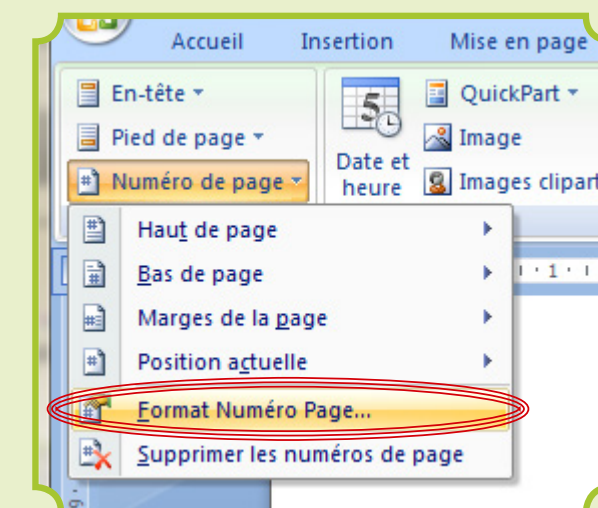 Accueil Insertion Mise en page
En-tête
Pied de page
Numéro de page
5
Date et
heure
QuickPart
Image
Images clipart
Haut de page
Bas de page
Marges de la page
Position actuelle
Format Numéro Page...
Supprimer les numéros de page
1